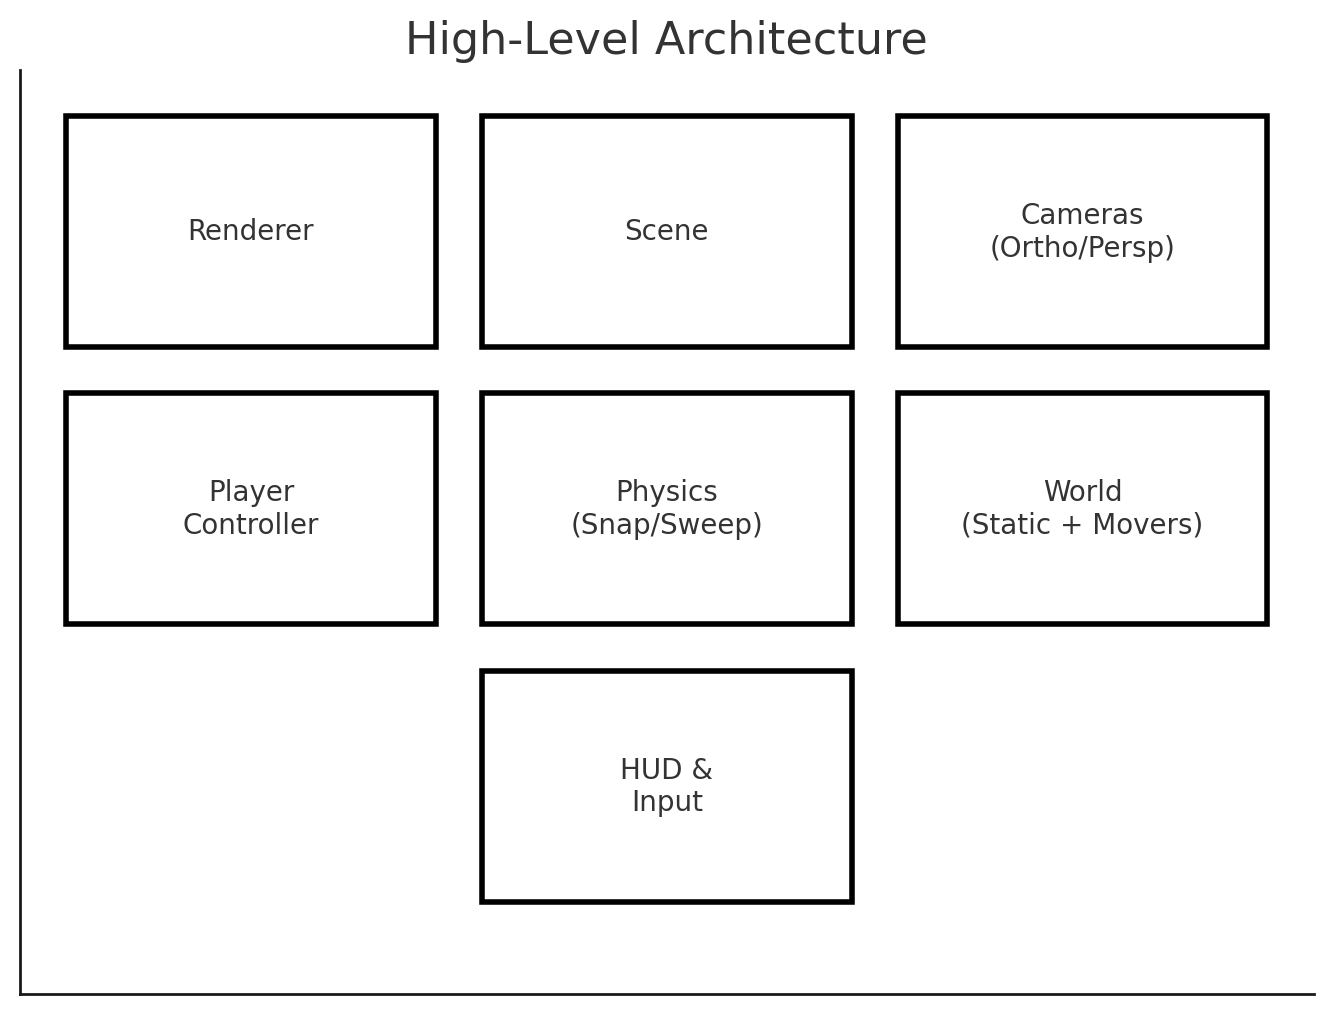 High-Level Architecture
Renderer
Scene
Cameras
(Ortho/Persp)
Player
Controller
Physics
(Snap/Sweep)
World
(Static + Movers)
HUD &
Input